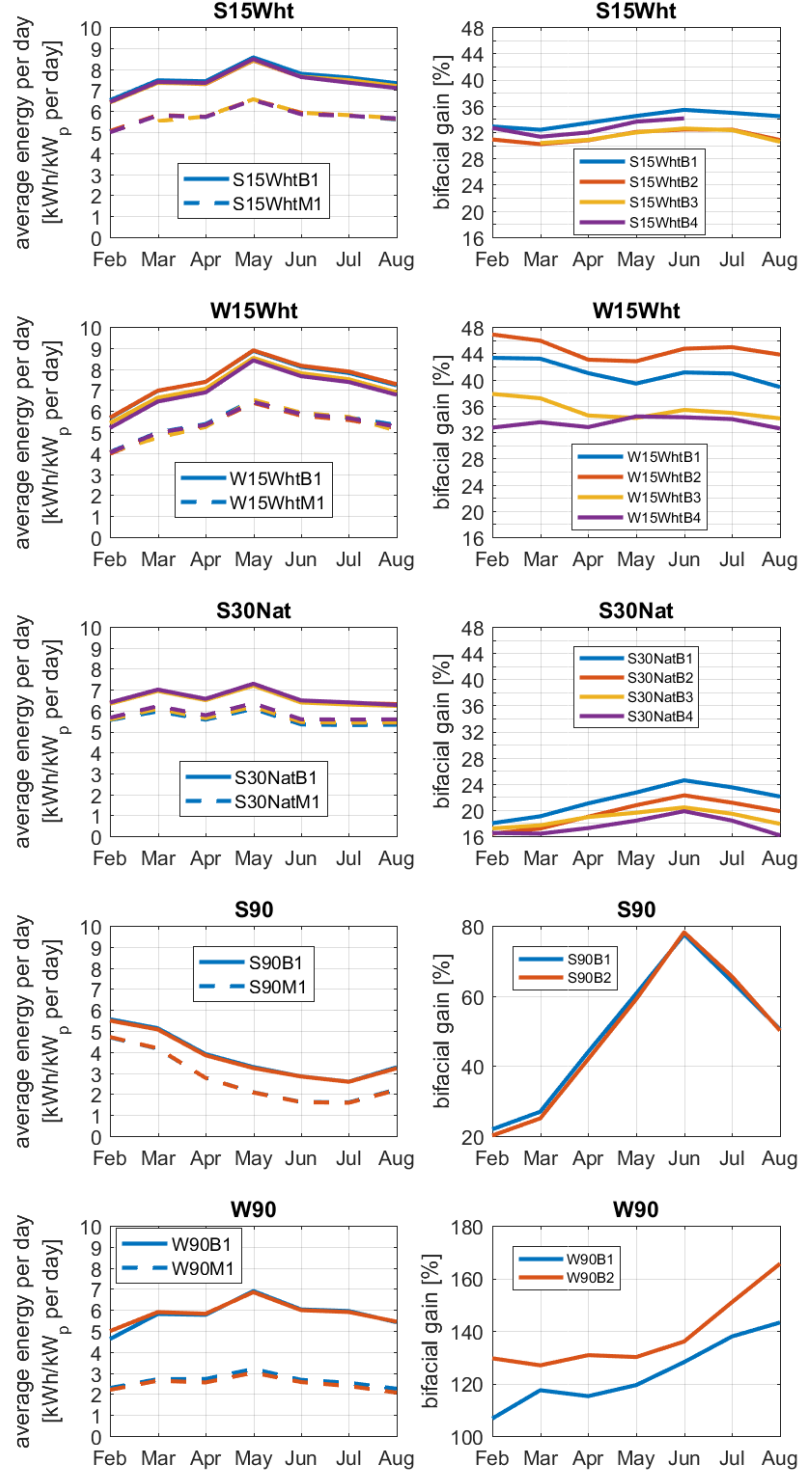 S15Wht
average energy per day
[kWh/kWp per day]
10
9
8
7
6
5
4
3
2
1
0
Feb Mar Apr May Jun Jul Aug
S15WhtB1
S15WhtM1
S15Wht
bifacial gain [%]
48
44
40
36
32
28
24
20
16
Feb Mar Apr May Jun Jul Aug
S15WhtB1
S15WhtB2
S15WhtB3
S15WhtB4
W15Wht
average energy per day
[kWh/kWp per day]
10
9
8
7
6
5
4
3
2
1
0
Feb Mar Apr May Jun Jul Aug
W15WhtB1
W15WhtM1
W15Wht
bifacial gain [%]
48
44
40
36
32
28
24
20
16
Feb Mar Apr May Jun Jul Aug
W15WhtB1
W15WhtB2
W15WhtB3
W15WhtB4
S30Nat
average energy per day
[kWh/kWp per day]
10
9
8
7
6
5
4
3
2
1
0
Feb Mar Apr May Jun Jul Aug
S30NatB1
S30NatM1
S30Nat
bifacial gain [%]
48
44
40
36
32
28
24
20
16
Feb Mar Apr May Jun Jul Aug
S30NatB1
S30NatB2
S30NatB3
S30NatB4
S90
average energy per day
[kWh/kWp per day]
10
9
8
7
6
5
4
3
2
1
0
Feb Mar Apr May Jun Jul Aug
S90B1
S90M1
S90
bifacial gain [%]
80
60
40
20
Feb Mar Apr May Jun Jul Aug
S90B1
S90B2
W90
average energy per day
[kWh/kWp per day]
10
9
8
7
6
5
4
3
2
1
0
Feb Mar Apr May Jun Jul Aug
W90B1
W90M1
W90
bifacial gain [%]
180
160
140
120
100
Feb Mar Apr May Jun Jul Aug
W90B1
W90B2